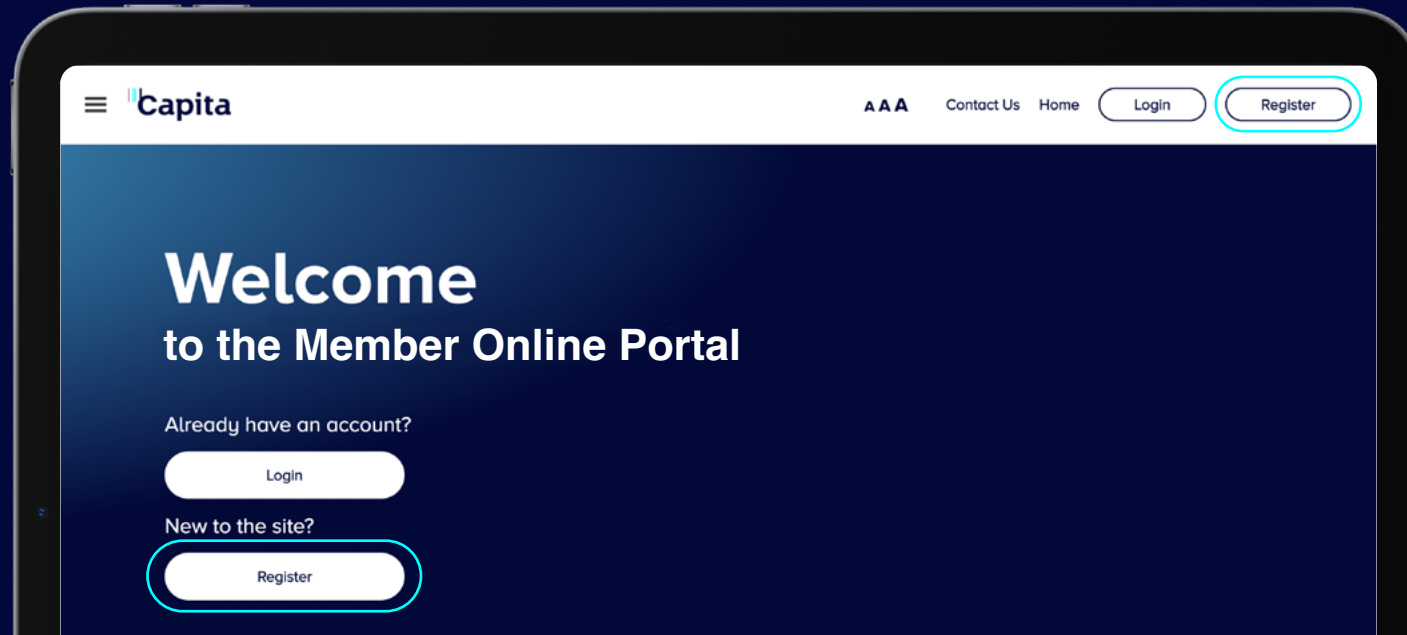 Capita
A A A Contact Us Home Login Register
Welcome
to the Member Online Portal
Already have an account?
Login
New to the site?
Register